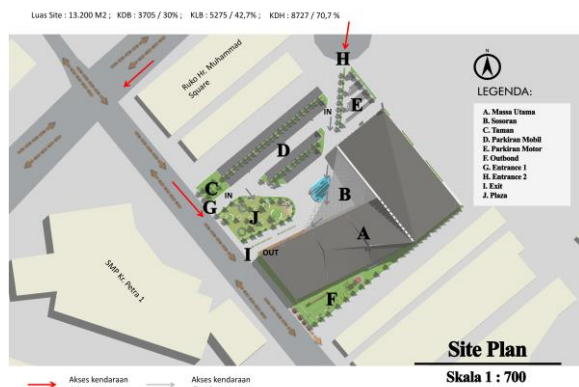 Luas Site : 13.200 M2 ; KDB : 3705 / 30% ; KLB : 5275 / 42,7% ; KDH : 8727 / 70,7 %
H
N
Ruko Hr. Muhammad
Square
E
IN
LEGENDA:
A. Massa Utama
B. Sosoran
C. Taman
D. Parkiran Mobil
E. Parkiran Motor
F. Outbond
G. Entrance 1
H. Entrance 2
I. Exit
J. Plaza
D
C
IN
G
B
J
A
I
OUT
SMP Kr. Petra 1
F
Site Plan
Skala 1 : 700
Akses kendaraan
Akses